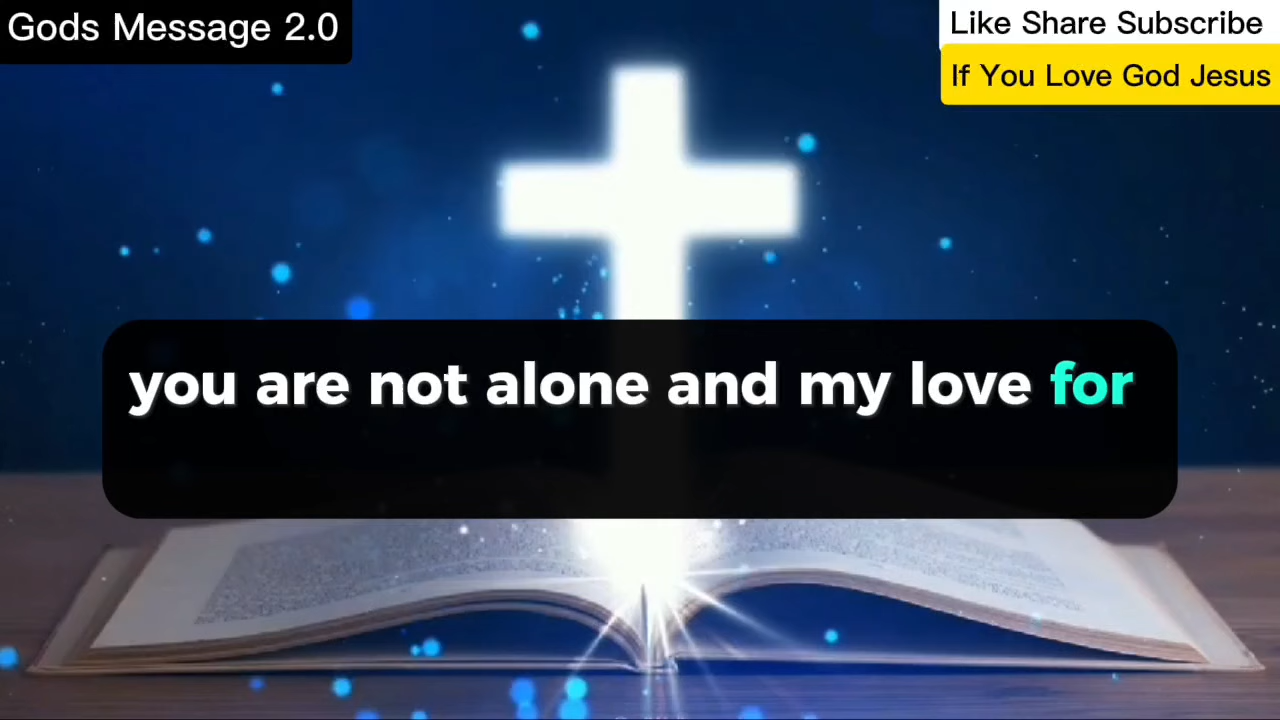 Gods Message 2.0
Like Share Subscribe
If You Love God Jesus
you are not alone and my love for